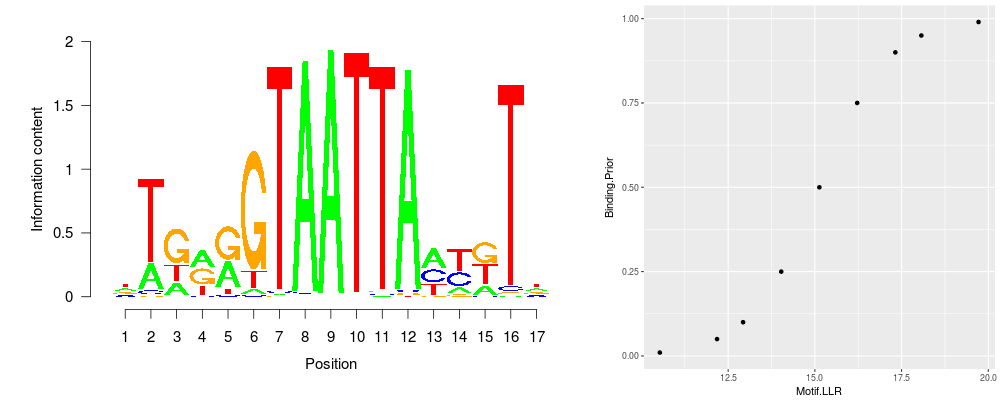 Information content
2
1.5
1
0.5
0
T G A G G T A A T T A A T G T
1 2 3 4 5 6 7 8 9 10 11 12 13 14 15 16 17
Position
Binding.Prior
1.00
0.75
0.50
0.25
0.00
12.5 15.0 17.5 20.0
Motif.LLR